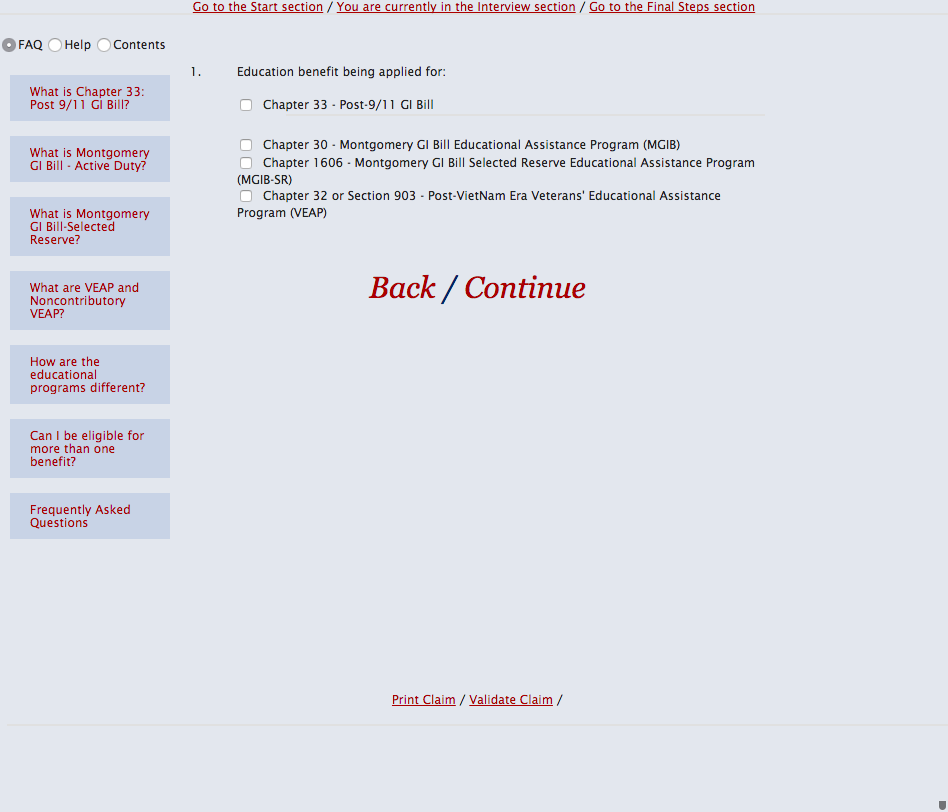 Go to the Start section / You are currently in the Interview section / Go to the Final Steps section
FAQ Help Contents
What is Chapter 33:
Post 9/11 GI Bill?
What is Montgomery
GI Bill - Active Duty?
What is Montgomery
GI Bill-Selected
Reserve?
What are VEAP and
Noncontributory
VEAP?
How are the
educational
programs different?
Can I be eligible for
more than one
benefit?
Frequently Asked
Questions
1. Education benefit being applied for:
Chapter 33 - Post-9/11 GI Bill
Chapter 30 - Montgomery GI Bill Educational Assistance Program (MGIB)
Chapter 1606 - Montgomery GI Bill Selected Reserve Educational Assistance Program
(MGIB-SR)
Chapter 32 or Section 903 - Post-VietNam Era Veterans' Educational Assistance
Program (VEAP)
Back / Continue
Print Claim / Validate Claim /